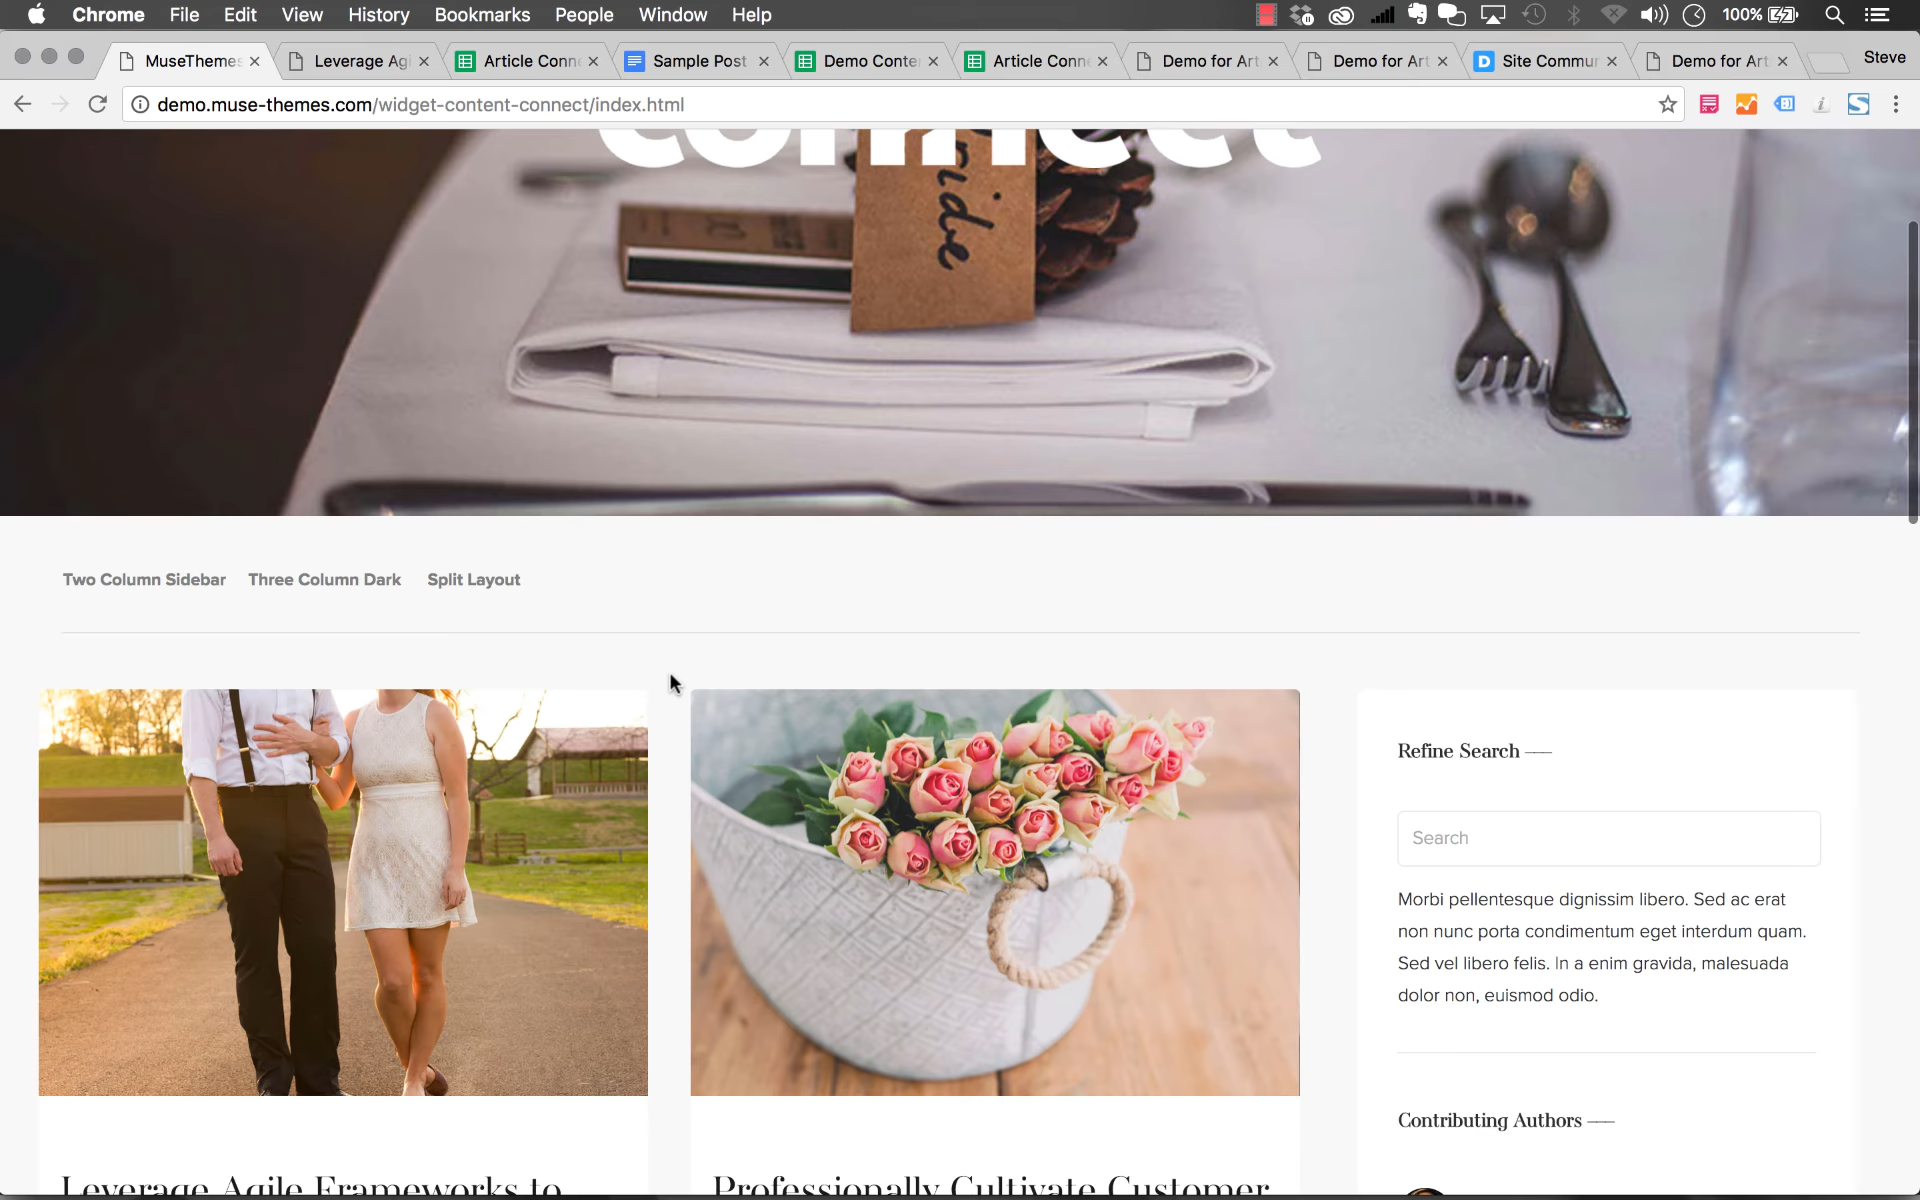 Chrome File Edit View History Bookmarks People Window Help 100%
MuseThemes Leverage Agi Article Conne Sample Post Demo Conte Article Conne Demo for Art Demo for Art Site Commun Demo for Art Steve
demo.muse-themes.com/widget-content-connect/index.html
connect
ride
Two Column Sidebar Three Column Dark Split Layout
Refine Search
Search
Morbi pellentesque dignissim libero. Sed ac erat
non nunc porta condimentum eget interdum quam.
Sed vel libero felis. In a enim gravida, malesuada
dolor non, euismod odio.
Contributing Authors
Leverage Agile Frameworks to
Professionally Cultivate Customer